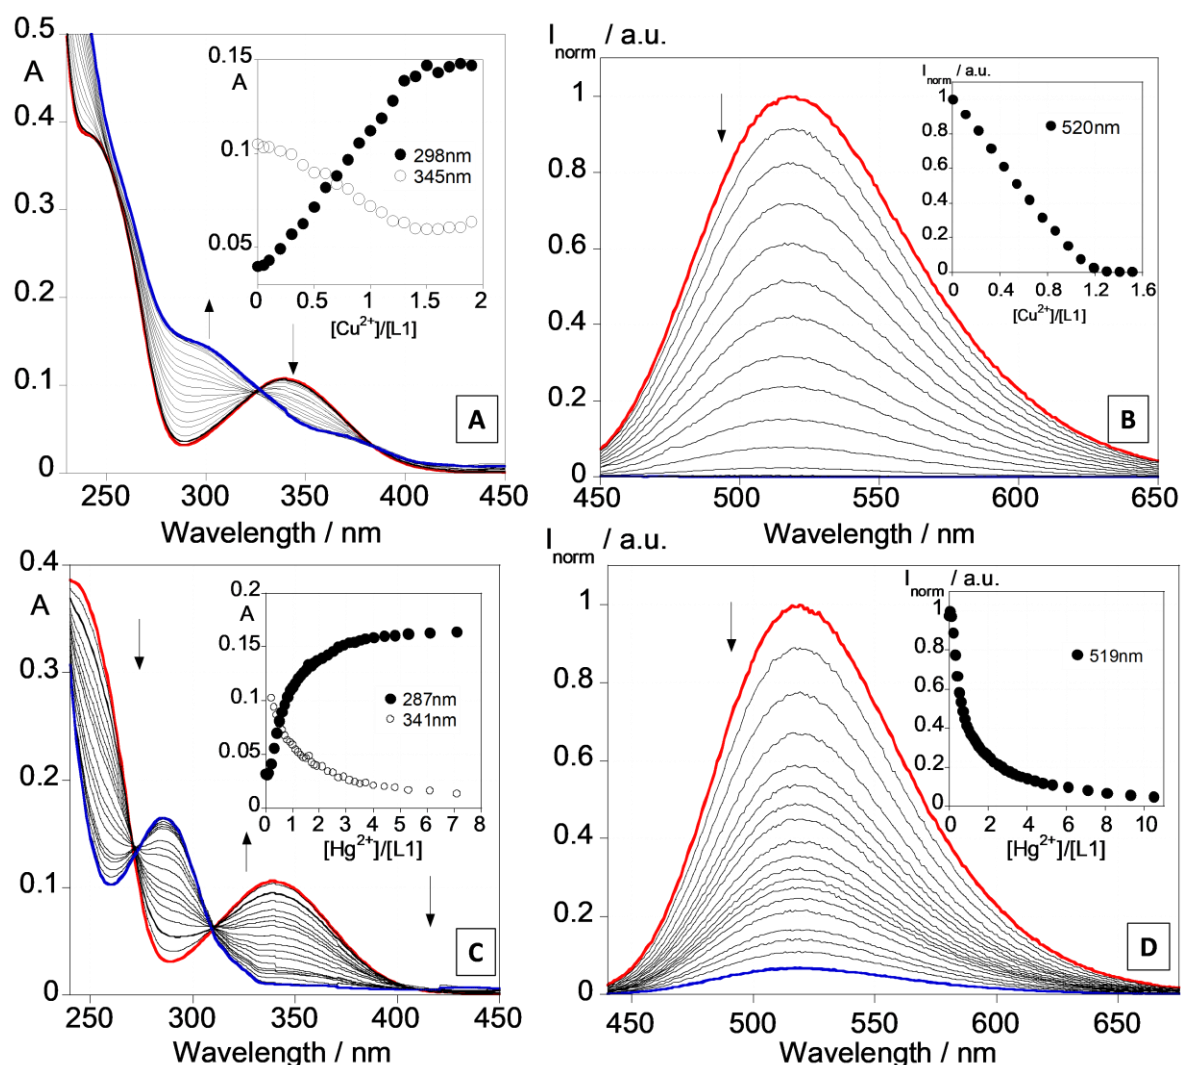 0.5
A
0.4
0.3
0.2
0.1
0
250 300 350 400 450
Wavelength / nm
0.15
A
0.1
0.05
0 0.5 1 1.5 2
[Cu2+]/[L1]
298nm
345nm
A
I norm / a.u.
1
0.8
0.6
0.4
0.2
0
450 500 550 600 650
Wavelength / nm
I norm / a.u.
1
0.8
0.6
0.4
0.2
0
0 0.4 0.8 1.2 1.6
[Cu2+]/[L1]
520nm
B
0.4
A
0.3
0.2
0.1
0
250 300 350 400 450
Wavelength / nm
0.2
A
0.15
0.1
0.05
0
0 1 2 3 4 5 6 7 8
[Hg2+]/[L1]
287nm
341nm
C
I norm / a.u.
1
0.8
0.6
0.4
0.2
0
450 500 550 600 650
Wavelength / nm
I norm / a.u.
1
0.8
0.6
0.4
0.2
0
0 2 4 6 8 10
[Hg2+]/[L1]
519nm
D